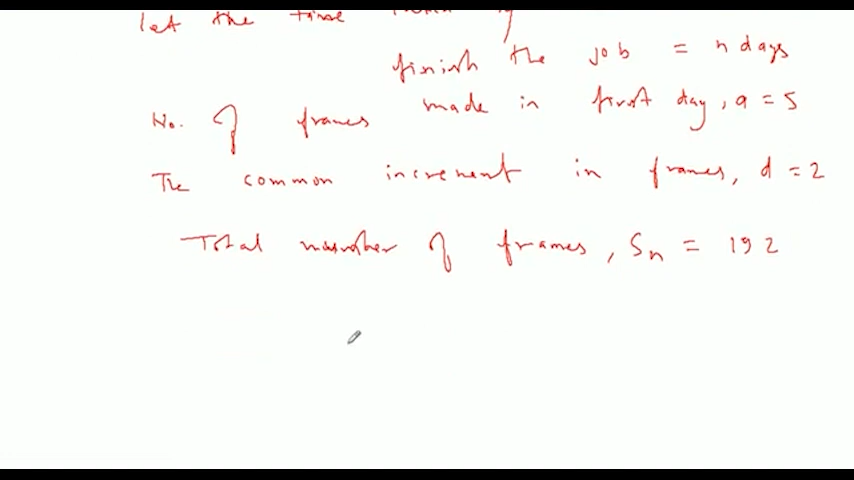 let the time
finish the job = n days
No. of frames made in first day, a = 5
The common increment in frames, d = 2
Total number of frames, Sn = 192